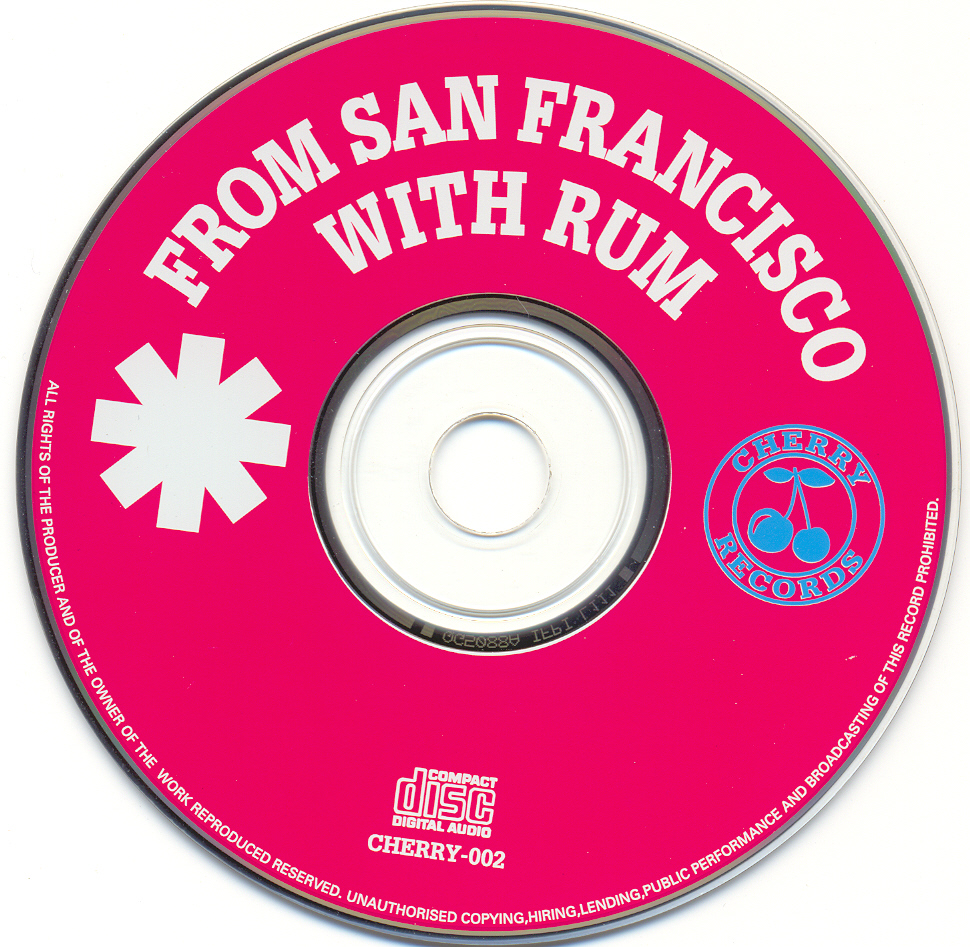 FROM SAN FRANCISCO
WITH RUM
CHERRY
RECORDS
COMPACT
disc
DIGITAL AUDIO
CHERRY-002
ALL RIGHTS OF THE PRODUCER AND OF THE OWNER OF THE WORK REPRODUCED RESERVED. UNAUTHORISED COPYING,HIRING,LENDING,PUBLIC PERFORMANCE AND BROADCASTING OF THIS RECORD PROHIBITED.